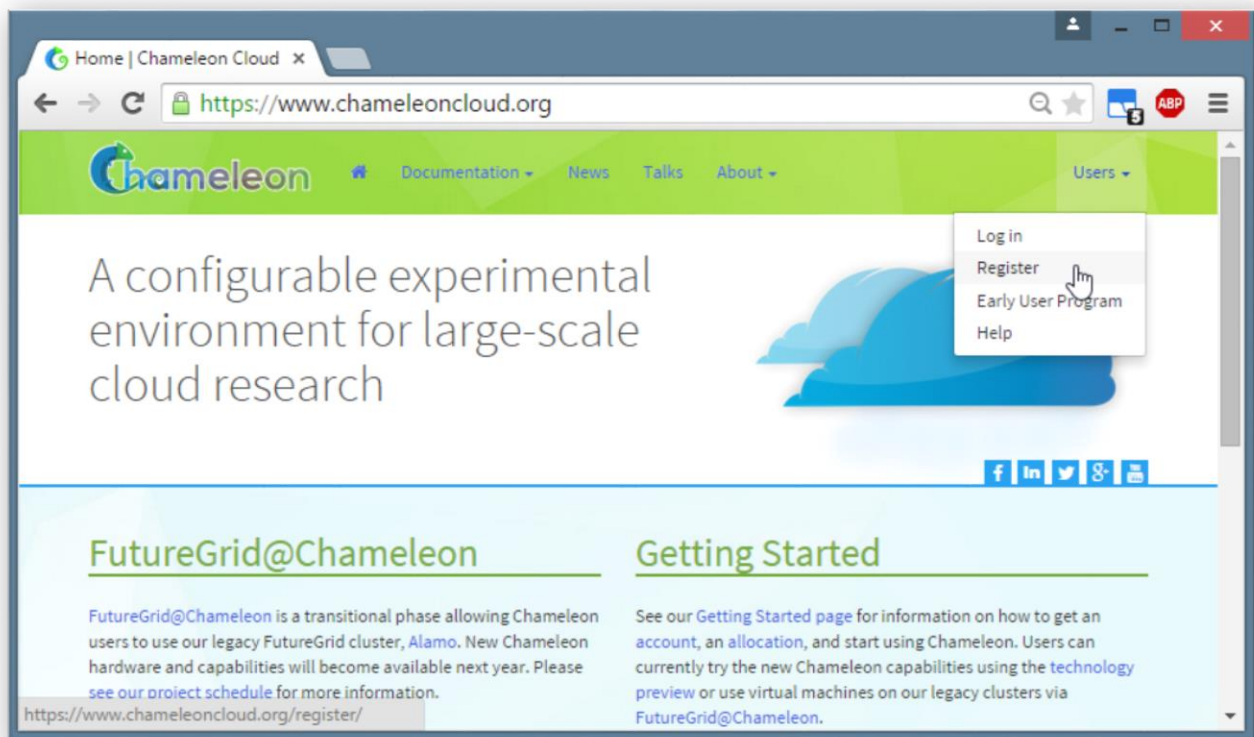 Home | Chameleon Cloud
https://www.chameleoncloud.org
5
ABP
Chameleon
Documentation
News
Talks
About
Users
Log in
Register
Early User Program
Help
A configurable experimental
environment for large-scale
cloud research
f in g+
FutureGrid@Chameleon
FutureGrid@Chameleon is a transitional phase allowing Chameleon
users to use our legacy FutureGrid cluster, Alamo. New Chameleon
hardware and capabilities will become available next year. Please
see our project schedule for more information.
Getting Started
See our Getting Started page for information on how to get an
account, an allocation, and start using Chameleon. Users can
currently try the new Chameleon capabilities using the technology
preview or use virtual machines on our legacy clusters via
FutureGrid@Chameleon.
https://www.chameleoncloud.org/register/